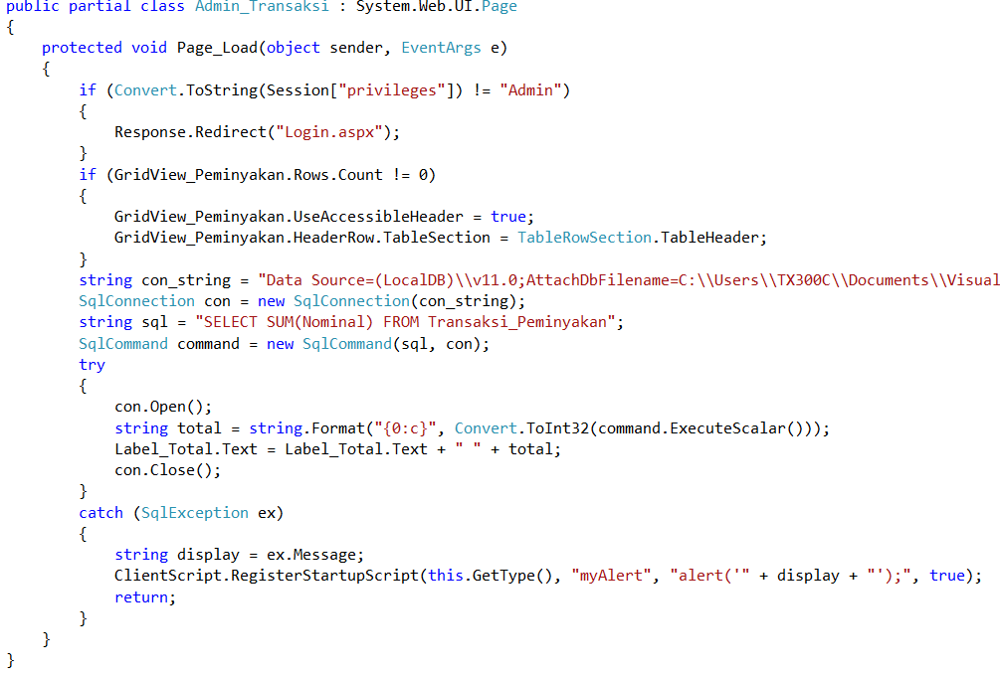 public partial class Admin_Transaksi : System.Web.UI.Page
{
    protected void Page_Load(object sender, EventArgs e)
    {
        if (Convert.ToString(Session["privileges"]) != "Admin")
        {
            Response.Redirect("Login.aspx");
        }
        if (GridView_Peminyakan.Rows.Count != 0)
        {
            GridView_Peminyakan.UseAccessibleHeader = true;
            GridView_Peminyakan.HeaderRow.TableSection = TableRowSection.TableHeader;
        }
        string con_string = "Data Source=(LocalDB)\\v11.0;AttachDbFilename=C:\\Users\\TX300C\\Documents\\Visual
        SqlConnection con = new SqlConnection(con_string);
        string sql = "SELECT SUM(Nominal) FROM Transaksi_Peminyakan";
        SqlCommand command = new SqlCommand(sql, con);
        try
        {
            con.Open();
            string total = string.Format("{0:c}", Convert.ToInt32(command.ExecuteScalar()));
            Label_Total.Text = Label_Total.Text + " " + total;
            con.Close();
        }
        catch (SqlException ex)
        {
            string display = ex.Message;
            ClientScript.RegisterStartupScript(this.GetType(), "myAlert", "alert('" + display + "');", true);
            return;
        }
    }
}